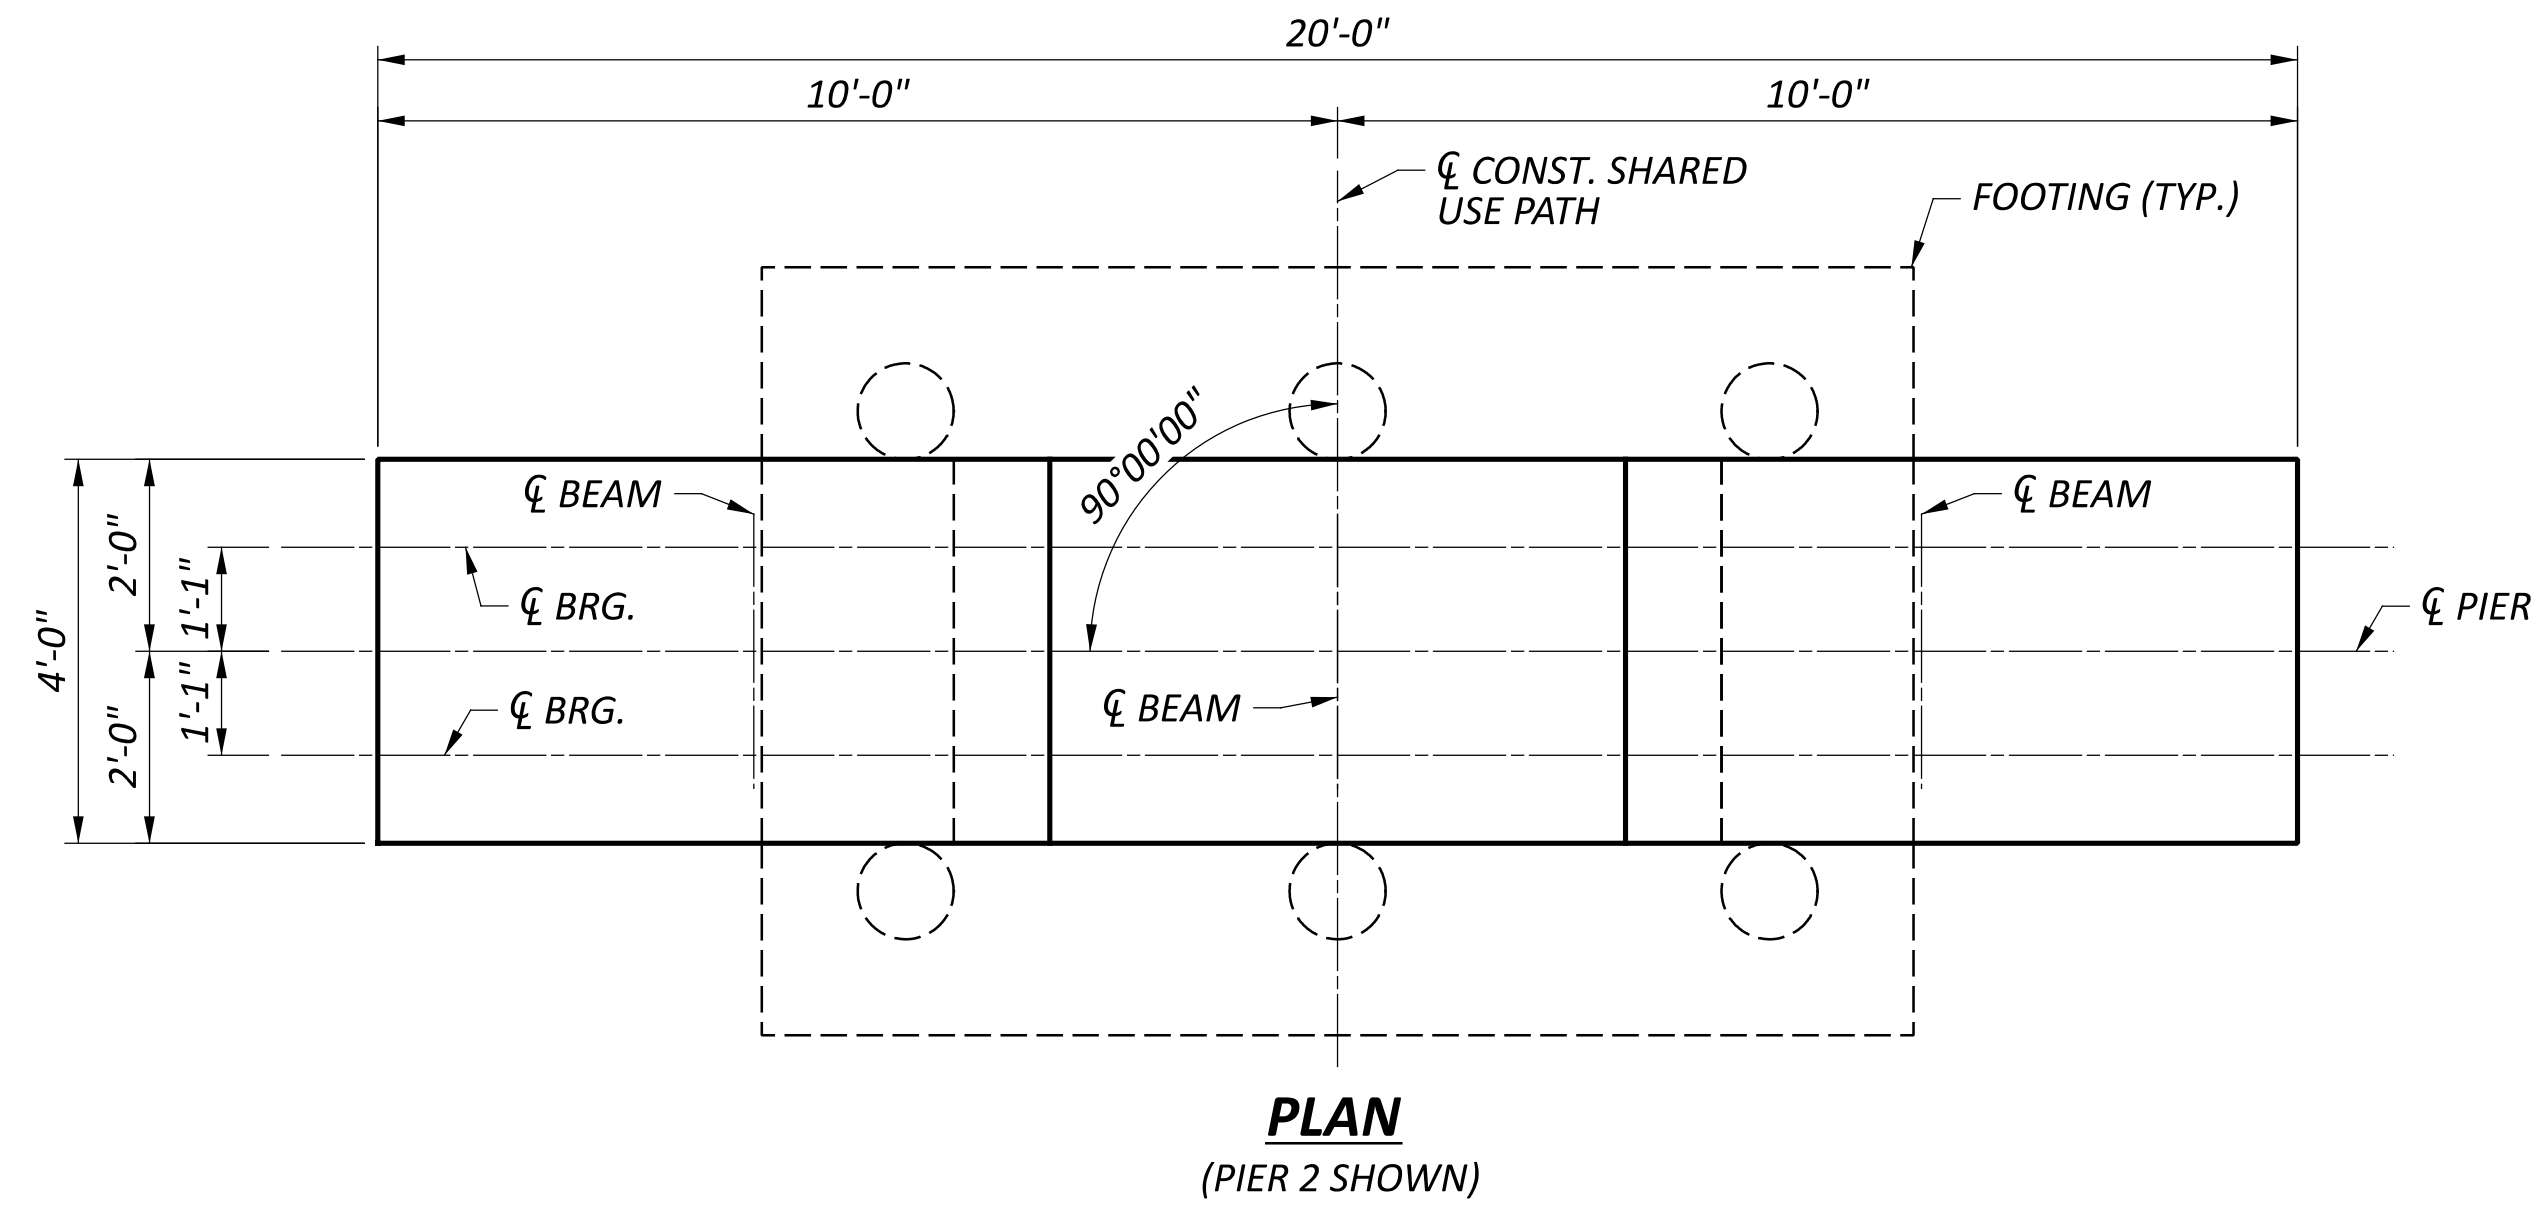 20'-0"
10'-0"
10'-0"
℄ CONST. SHARED
USE PATH
FOOTING (TYP.)
90°00'00"
℄ BEAM
℄ BEAM
2'-0"
1'-1"
℄ BRG.
℄ PIER
4'-0"
1'-1"
2'-0"
℄ BRG.
℄ BEAM
PLAN
(PIER 2 SHOWN)